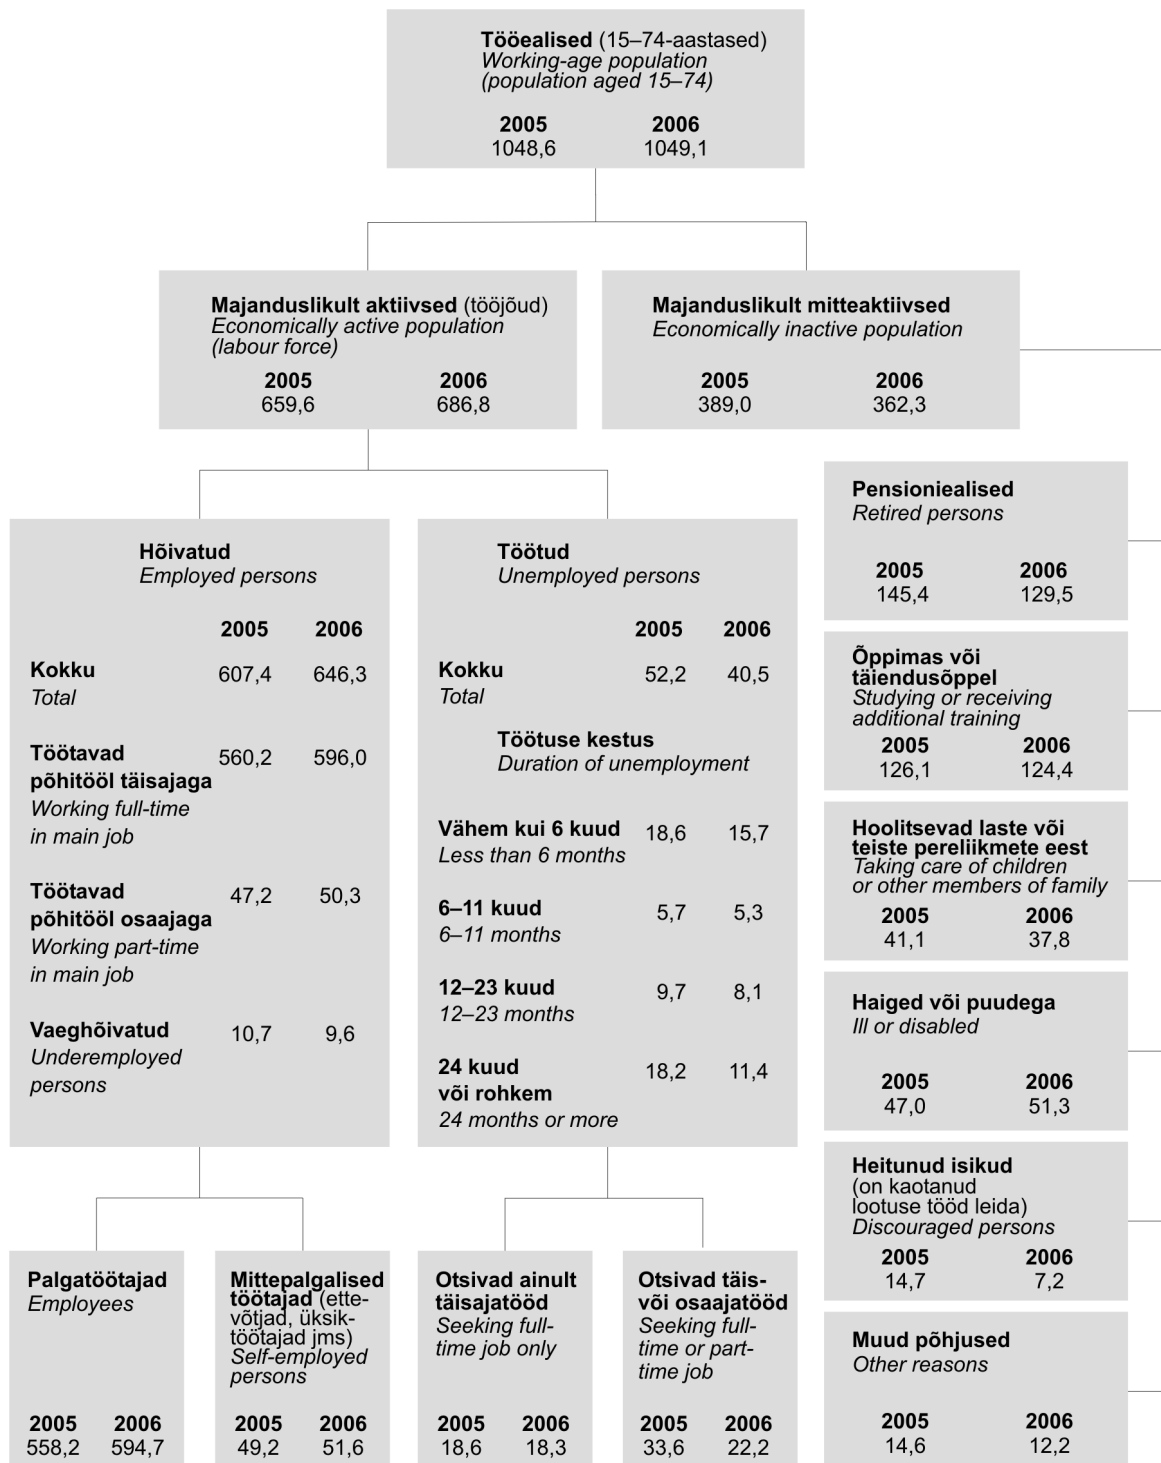 Tööealised (15–74-aastased)
Working-age population
(population aged 15–74)
2005 2006
1048,6 1049,1
Majanduslikult aktiivsed (tööjõud)
Economically active population
(labour force)
2005 2006
659,6 686,8
Majanduslikult mitteaktiivsed
Economically inactive population
2005 2006
389,0 362,3
Hõivatud
Employed persons
2005 2006
Kokku 607,4 646,3
Total
Töötavad 560,2 596,0
põhitööl täisajaga
Working full-time
in main job
Töötavad 47,2 50,3
põhitööl osaajaga
Working part-time
in main job
Vaeghõivatud 10,7 9,6
Underemployed
persons
Töötud
Unemployed persons
2005 2006
Kokku 52,2 40,5
Total
Töötuse kestus
Duration of unemployment
Vähem kui 6 kuud 18,6 15,7
Less than 6 months
6–11 kuud 5,7 5,3
6–11 months
12–23 kuud 9,7 8,1
12–23 months
24 kuud 18,2 11,4
või rohkem
24 months or more
Pensioniealised
Retired persons
2005 2006
145,4 129,5
Õppimas või
täiendusõppel
Studying or receiving
additional training
2005 2006
126,1 124,4
Hoolitsevad laste või
teiste pereliikmete eest
Taking care of children
or other members of family
2005 2006
41,1 37,8
Haiged või puudega
Ill or disabled
2005 2006
47,0 51,3
Heitunud isikud
(on kaotanud
lootuse tööd leida)
Discouraged persons
2005 2006
14,7 7,2
Muud põhjused
Other reasons
2005 2006
14,6 12,2
Palgatöötajad
Employees
2005 2006
558,2 594,7
Mittepalgalised
töötajad (ette-
võtjad, üksik-
töötajad jms)
Self-employed
persons
2005 2006
49,2 51,6
Otsivad ainult
täisajatööd
Seeking full-
time job only
2005 2006
18,6 18,3
Otsivad täis-
või osaajatööd
Seeking full-
time or part-
time job
2005 2006
33,6 22,2